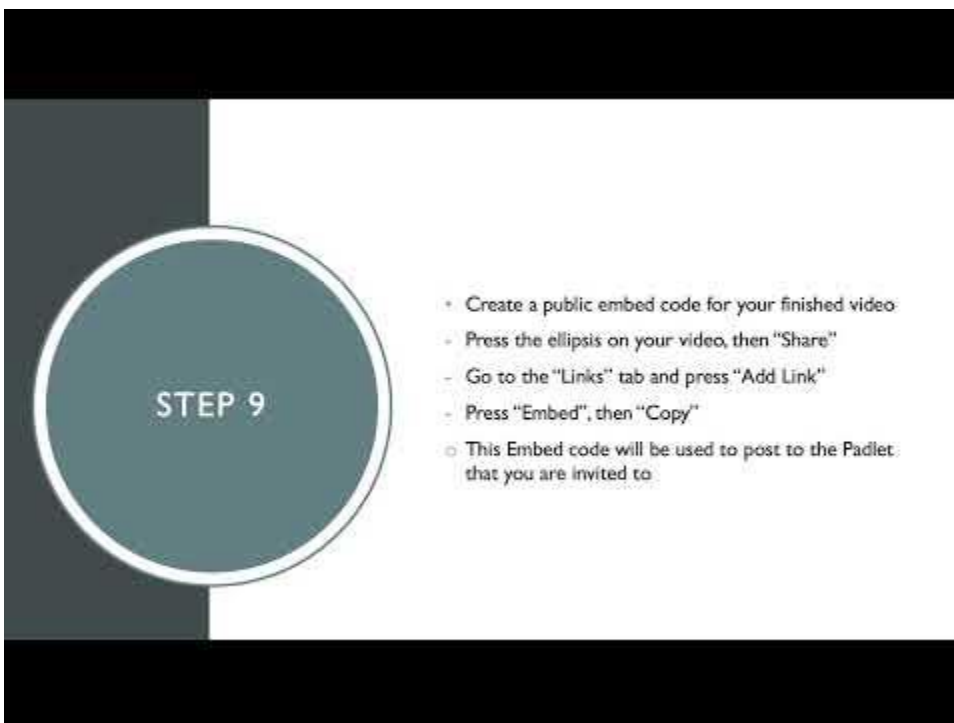 STEP 9
• Create a public embed code for your finished video
- Press the ellipsis on your video, then “Share”
- Go to the “Links” tab and press “Add Link”
- Press “Embed”, then “Copy”
○ This Embed code will be used to post to the Padlet
that you are invited to